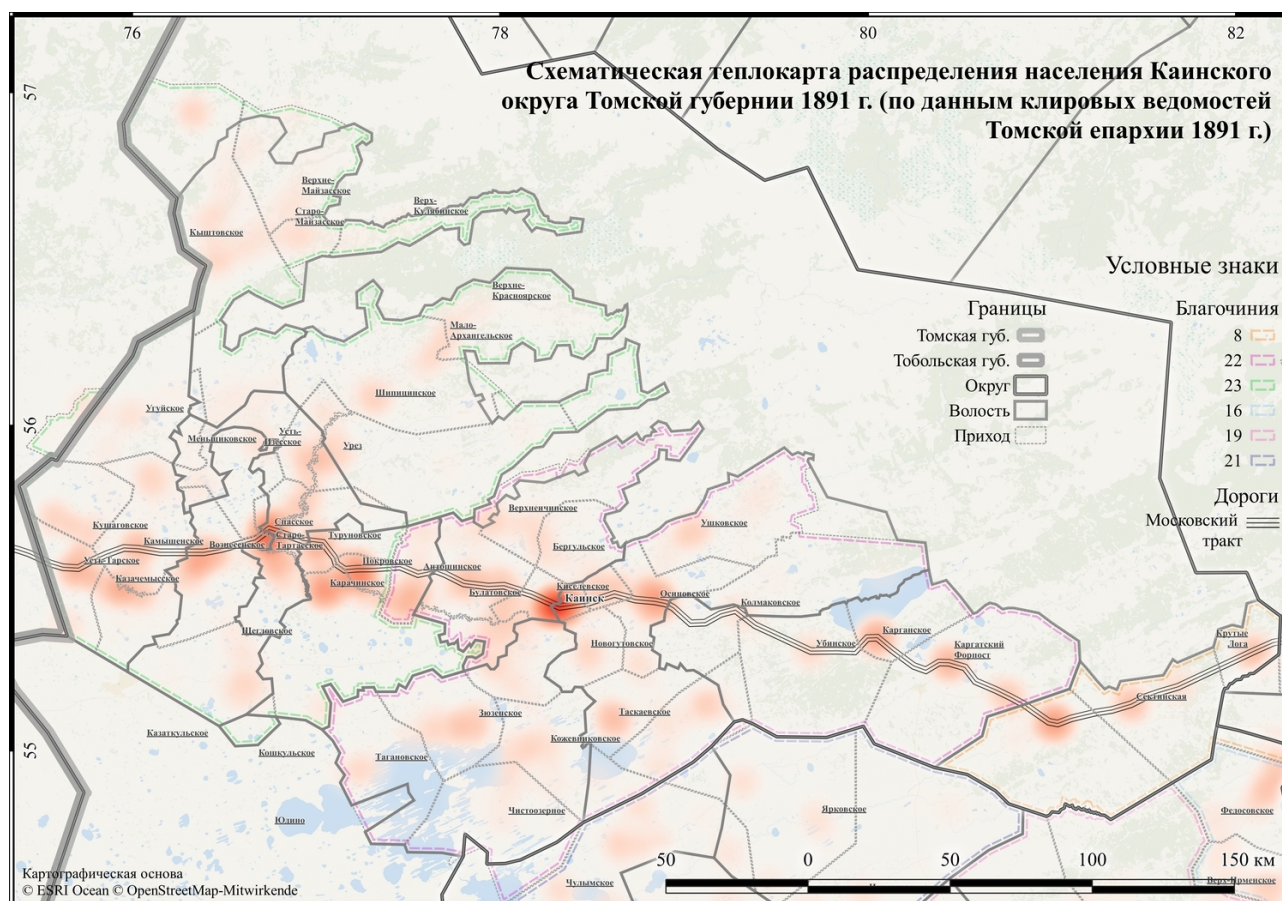 76 78 80 82
57
56
55
Схематическая теплокарта распределения населения Каинского
округа Томской губернии 1891 г. (по данным клировых ведомостей
Томской епархии 1891 г.)
Верхне-
Майзасское
Старо-
Майзасское
Верх-
Кулябинское
Кыштовское
Верхне-
Красноярское
Мало-
Архангельское
Шипицинское
Угуйское
Меньшиковское
Усть-
Урез
Верхнеичинское
Ушковское
Бергульское
Кушаговское
Камышенское
Вознесенское
Спасское
Старо-
Тартасское
Туруновское
Усть-Тарское
Казачемысское
Покровское
Карачинское
Антошинское
Булатовское
Киселевское
Каинск
Осиновское
Колмаковское
Щегловское
Новогутовское
Убинское
Карганское
Каргатский
Форпост
Крутые
Лога
Сектинская
Казаткульское
Кошкульское
Зюзенское
Таскаевское
Кожевниковское
Тагановское
Чистоозерное
Юдино
Ярковское
Федосовское
Чулымское
Верх-Ирменское
Условные знаки
Границы
Томская губ.
Тобольская губ.
Округ
Волость
Приход
Благочиния
8
22
23
16
19
21
Дороги
Московский
тракт
50 0 50 100 150 км
Картографическая основа
© ESRI Ocean © OpenStreetMap-Mitwirkende